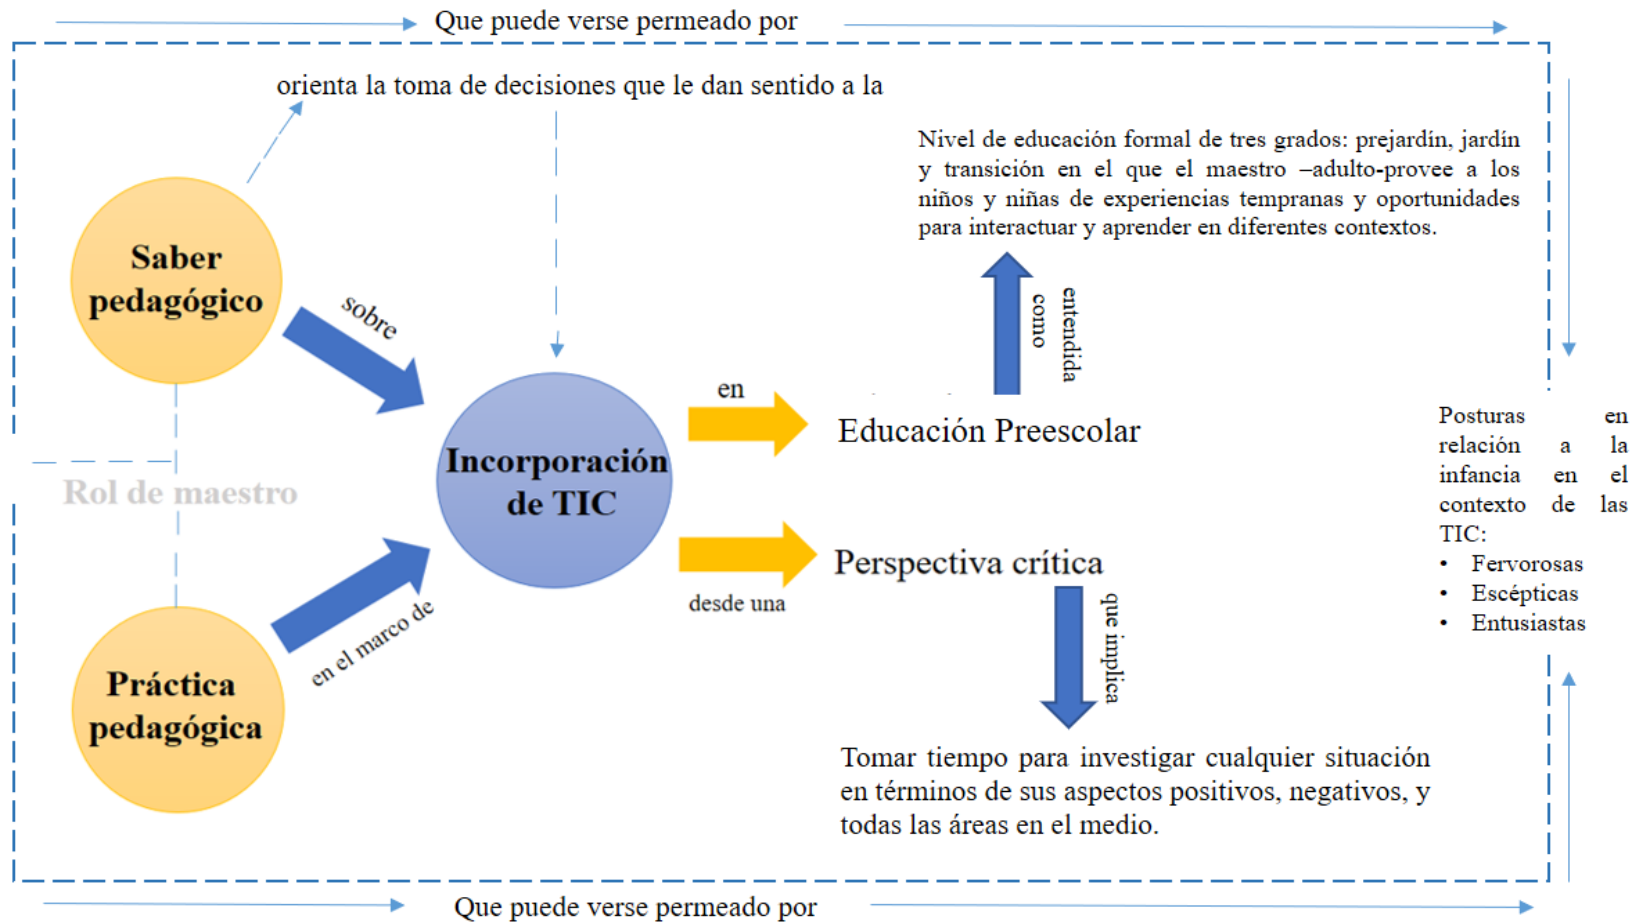 Que puede verse permeado por
orienta la toma de decisiones que le dan sentido a la
Nivel de educación formal de tres grados: prejardín, jardín
y transición en el que el maestro –adulto-provee a los
niños y niñas de experiencias tempranas y oportunidades
para interactuar y aprender en diferentes contextos.
Saber
pedagógico
sobre
entendida
como
en
Educación Preescolar
Incorporación
de TIC
Rol de maestro
Posturas en
relación a la
infancia en el
contexto de las
TIC:
• Fervorosas
• Escépticas
• Entusiastas
Perspectiva crítica
desde una
en el marco de
que implica
Práctica
pedagógica
Tomar tiempo para investigar cualquier situación
en términos de sus aspectos positivos, negativos, y
todas las áreas en el medio.
Que puede verse permeado por